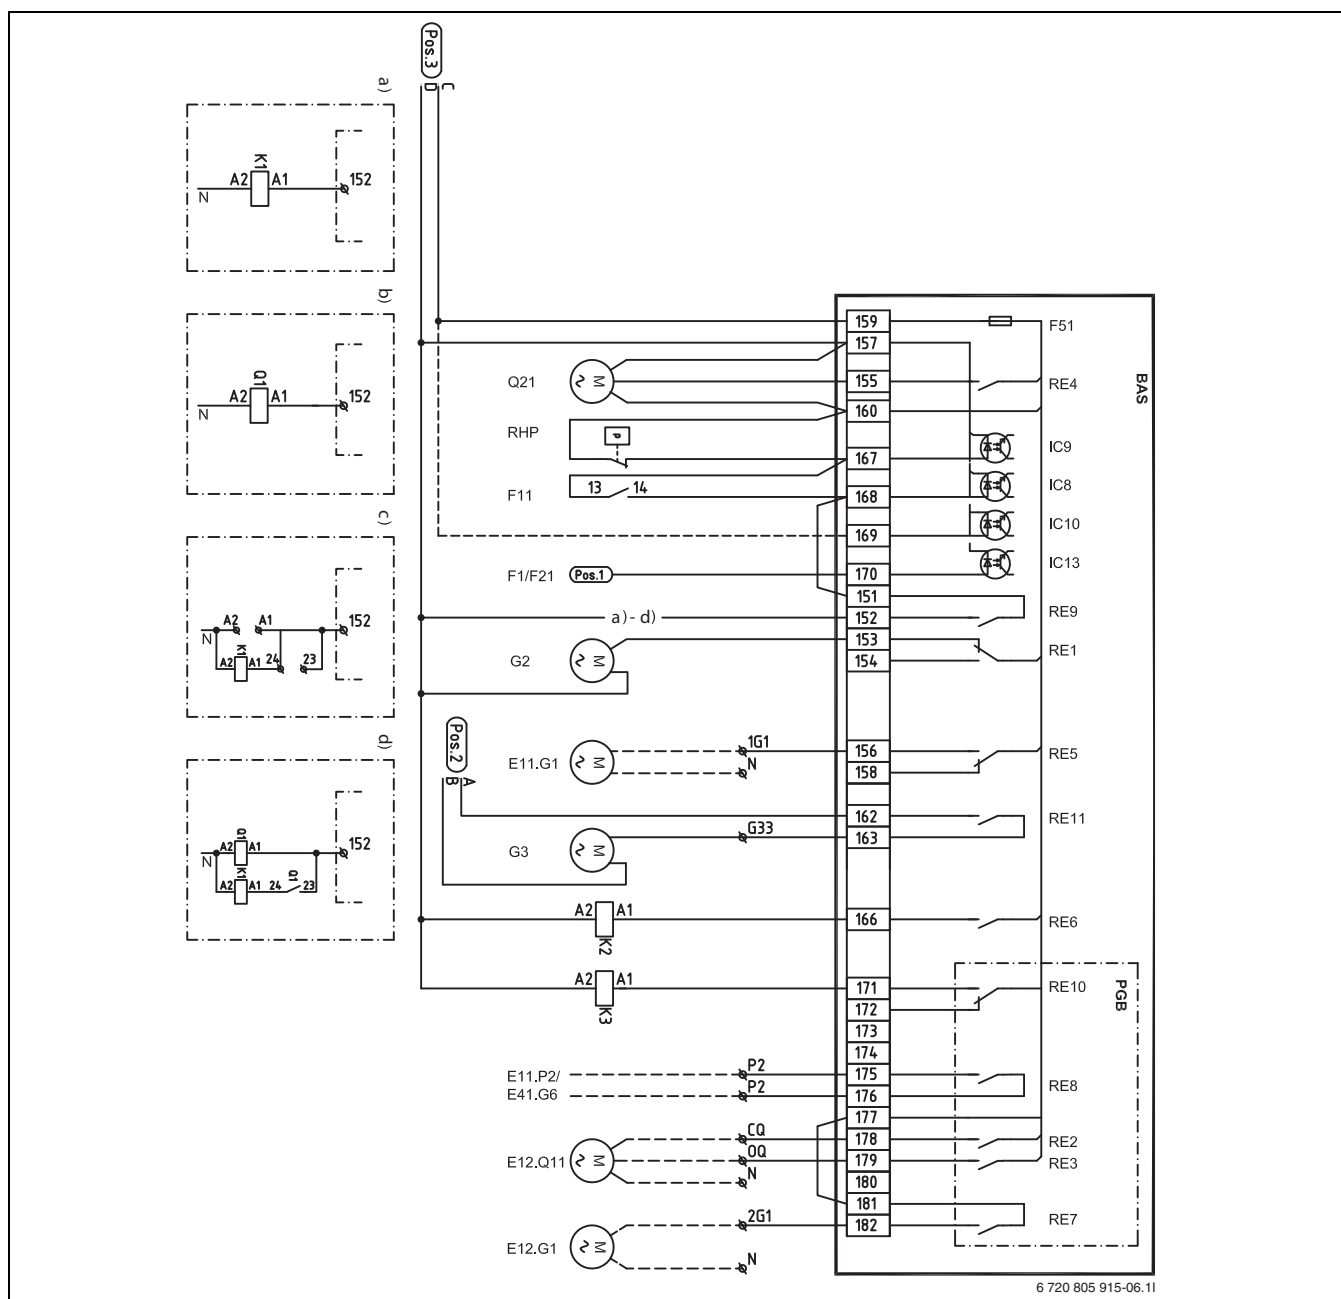 Pos.3
D C
a)
K1
A2 A1 152
N
b)
Q1
A2 A1 152
N
c)
A2 A1 152
N
K1
A2 A1 24 23
d)
Q1
A2 A1 152
N
K1 Q1
A2 A1 24 23
BAS
159 F51
157
Q21 M ~ 155 RE4
160
RHP P IC9
167
F11 13 14 168 IC8
169 IC10
F1/F21 Pos.1 170 IC13
151
a)- d) 152 RE9
153
G2 M ~ 154 RE1
Pos.2
B A
E11.G1 M ~ 1G1 156 RE5
N 158
162 RE11
G33 163
G3 M ~
A2 A1 166 RE6
K2
PGB
A2 A1 171 RE10
K3 172
173
174
E11.P2/ P2 175 RE8
E41.G6 P2 176
177
CQ 178 RE2
E12.Q11 M ~ OQ 179 RE3
N 180
181
2G1 182 RE7
E12.G1 M ~
N
6 720 805 915-06.1I